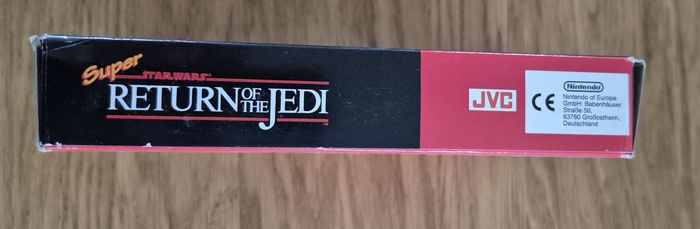 Super
STAR WARS™
RETURN OF THE JEDI
JVC
CE
Nintendo
Nintendo of Europe
GmbH: Babenhäuser
Straße 50,
63760 Großostheim,
Deutschland